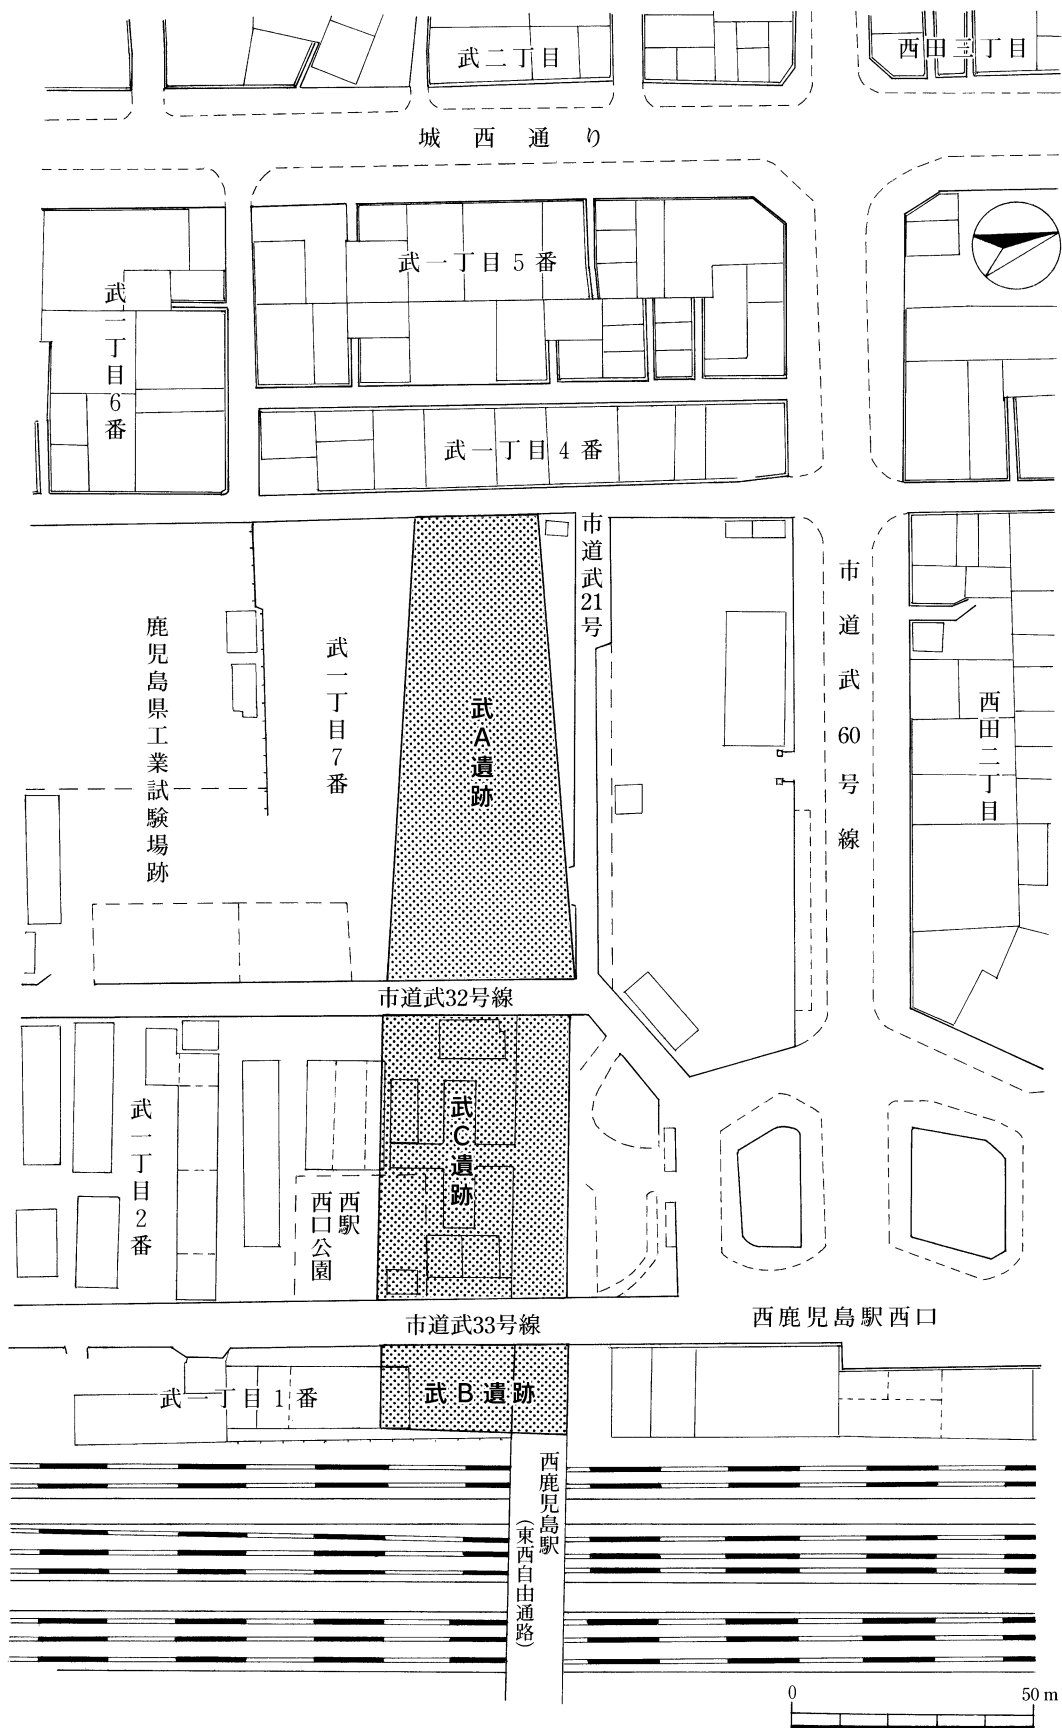 武二丁目
西田三丁目
城西通り
武一丁目5番
武一丁目6番
武一丁目4番
市道武21号
市道武60号線
鹿児島県工業試験場跡
武一丁目7番
武A遺跡
西田二丁目
市道武32号線
武一丁目2番
武C遺跡
西駅
西口公園
市道武33号線
西鹿児島駅西口
武一丁目1番
武B遺跡
西鹿児島駅
（東西自由通路）
0
50m